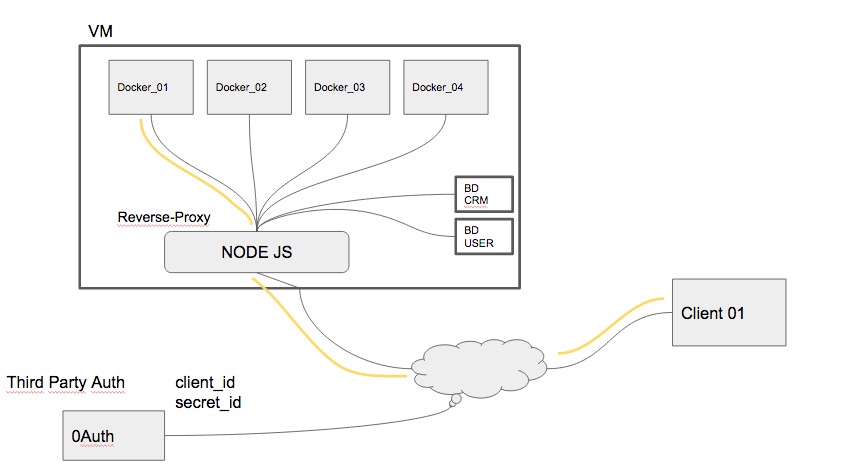 VM
Docker_01
Docker_02
Docker_03
Docker_04
BD
CRM
BD
USER
Reverse-Proxy
NODE JS
Client 01
Third Party Auth
client_id
secret_id
0Auth